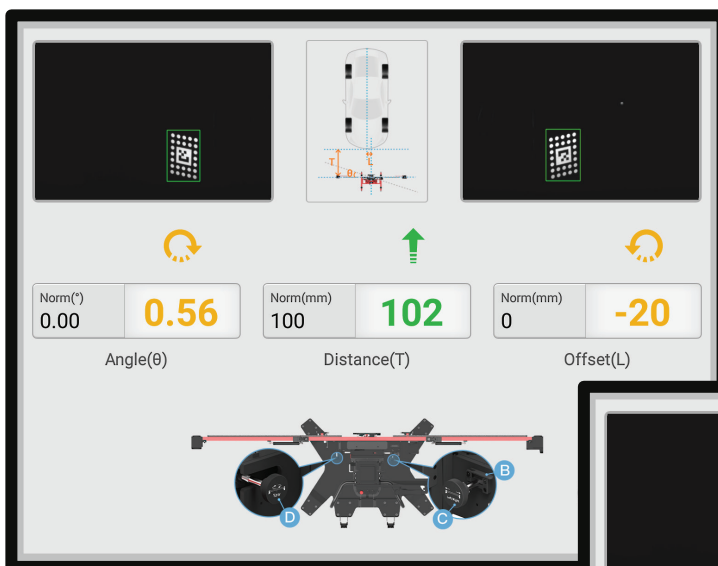 T
L
θ
Norm(°)
0.00
0.56
Angle(θ)
Norm(mm)
100
102
Distance(T)
Norm(mm)
0
-20
Offset(L)
B
C
D